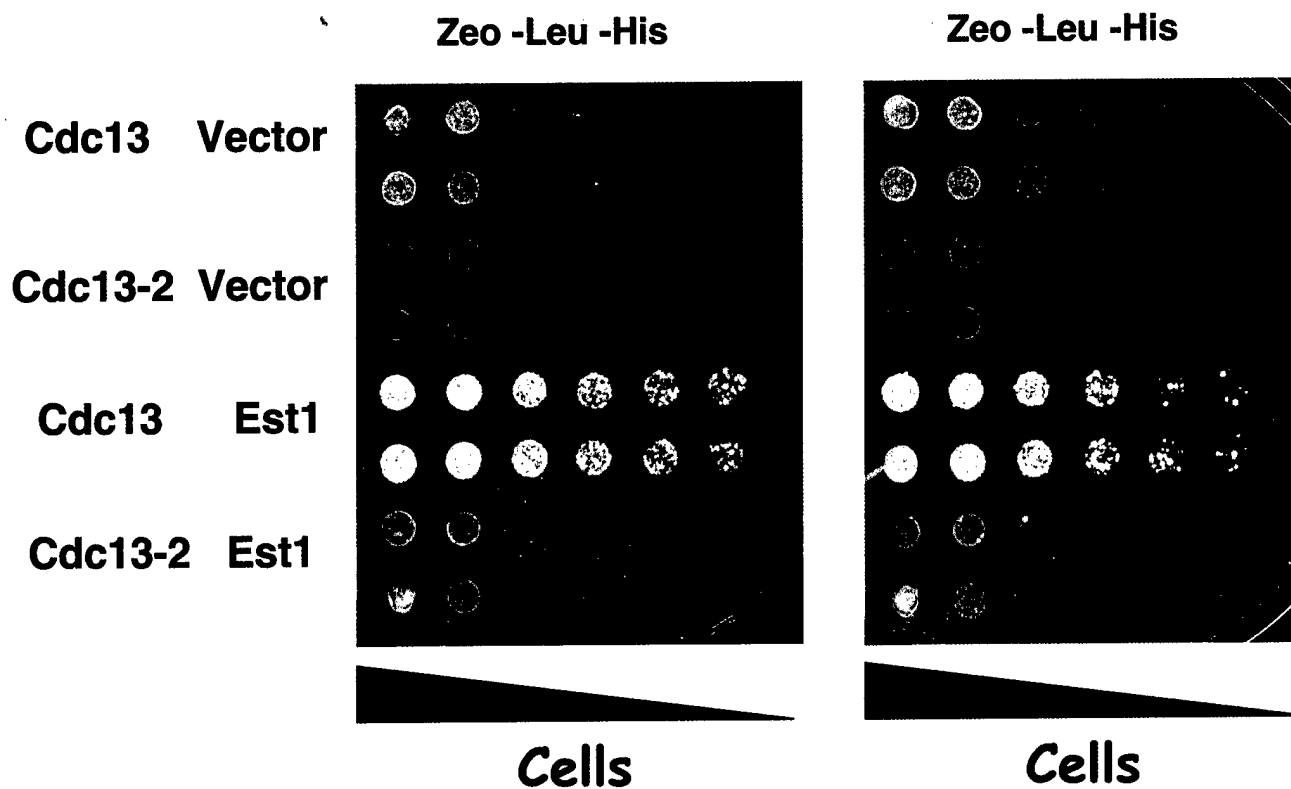 Zeo -Leu -His
Zeo -Leu -His
Cdc13 Vector
Cdc13-2 Vector
Cdc13 Est1
Cdc13-2 Est1
Cells
Cells